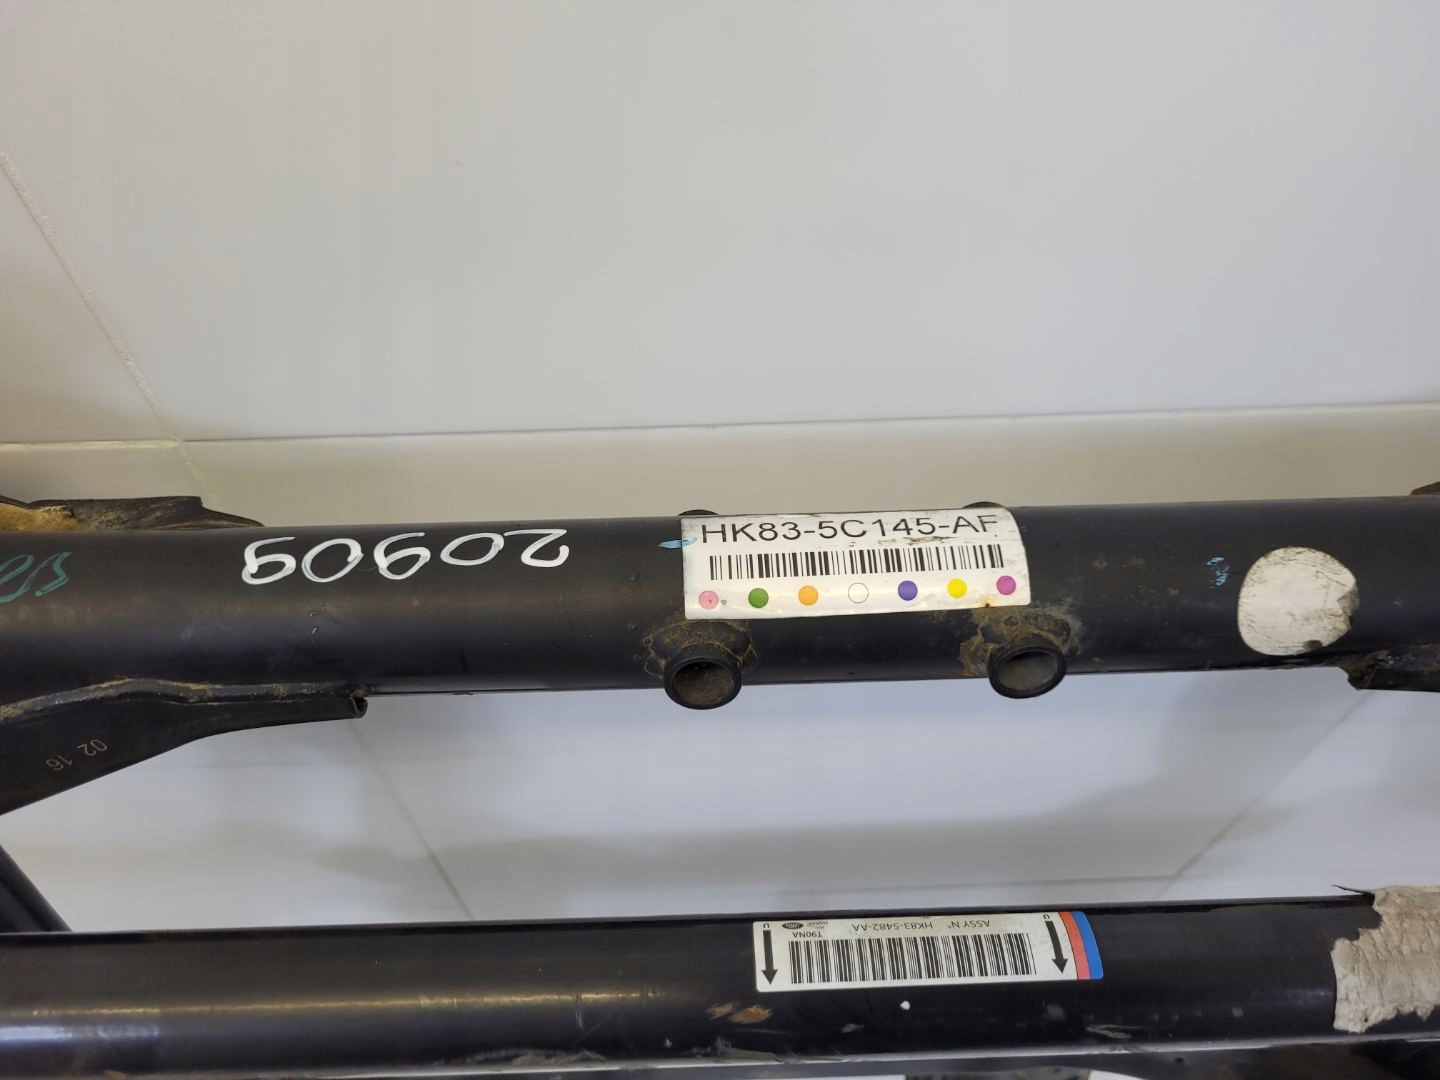 20909
HK83-5C145-AF
02 16
ASSY N° HK83-5482-AA
T90NA
U
U